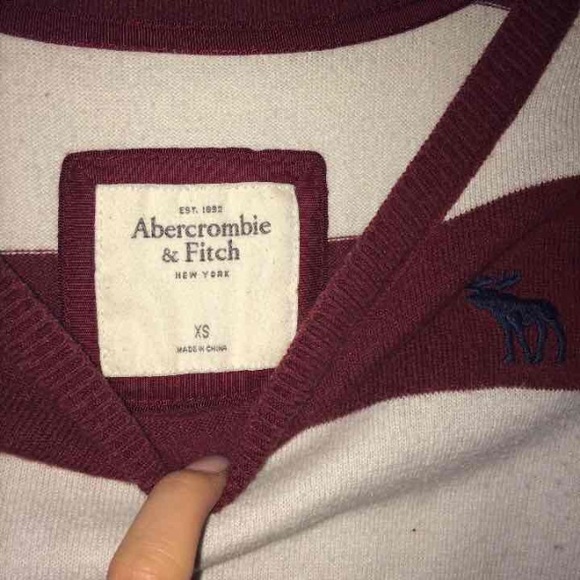 EST. 1892
Abercrombie
& Fitch
NEW YORK
XS
MADE IN CHINA